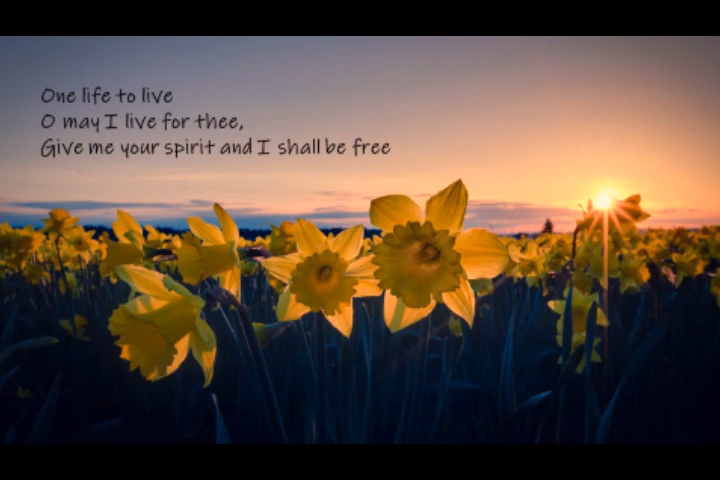 One life to live
O may I live for thee,
Give me your spirit and I shall be free